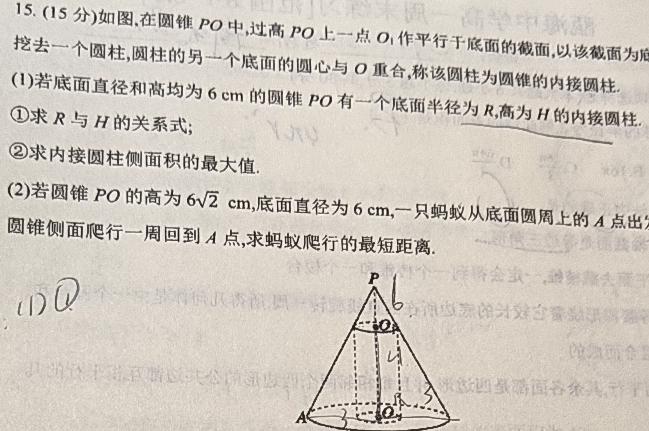 15. (15 分)如图,在圆锥 PO 中,过高 PO 上一点 O₁ 作平行于底面的截面,以该截面为底
挖去一个圆柱,圆柱的另一个底面的圆心与 O 重合,称该圆柱为圆锥的内接圆柱.
(1)若底面直径和高均为 6 cm 的圆锥 PO 有一个底面半径为 R,高为 H 的内接圆柱.
①求 R 与 H 的关系式;
②求内接圆柱侧面积的最大值.
(2)若圆锥 PO 的高为 6√2 cm,底面直径为 6 cm,一只蚂蚁从底面圆周上的 A 点出发
圆锥侧面爬行一周回到 A 点,求蚂蚁爬行的最短距离.
(1) ①
P 6
O₁
R 3
A 3 O